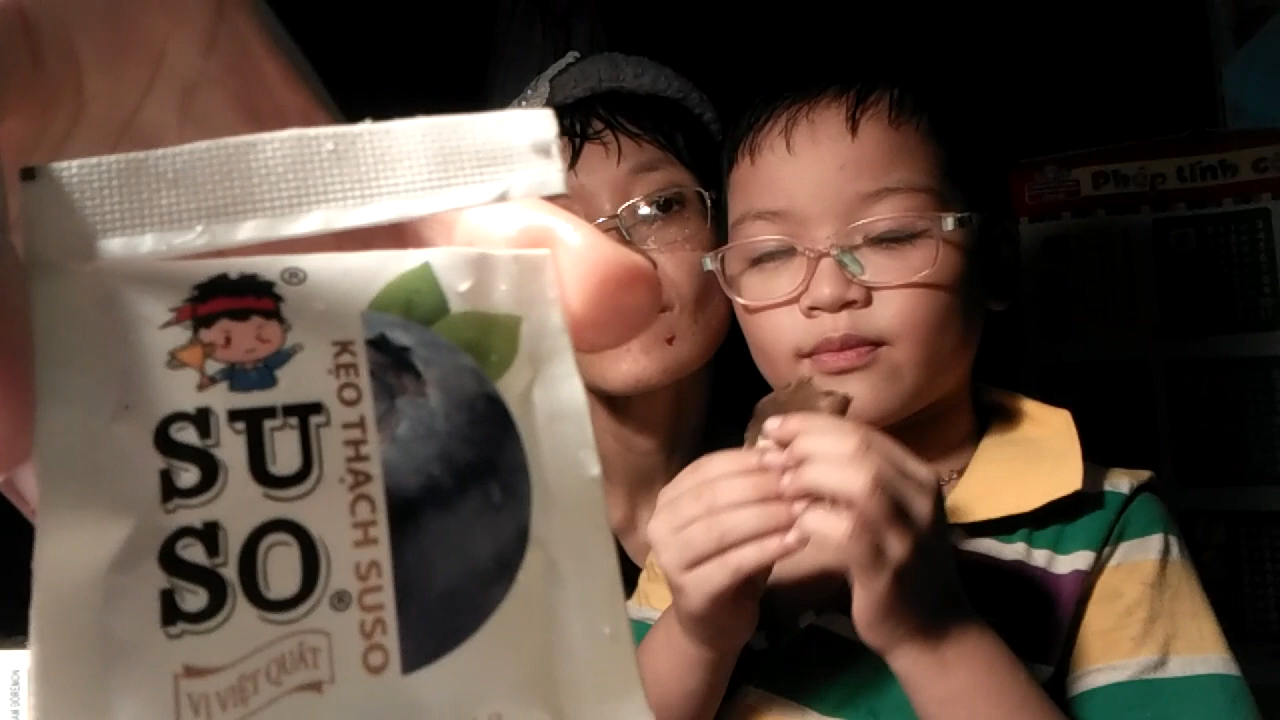 ®
SU
SO®
KẸO THẠCH SUSO
VỊ VIỆT QUẤT
Phép tính c